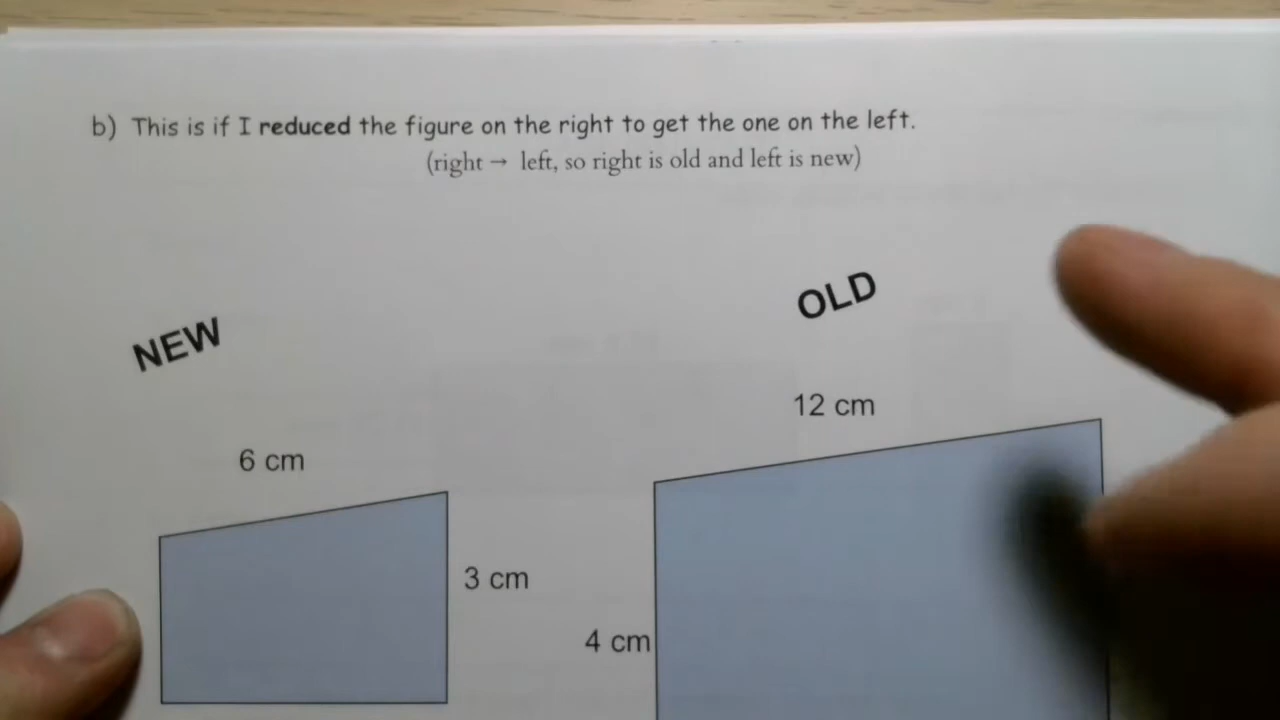 b) This is if I reduced the figure on the right to get the one on the left.
(right → left, so right is old and left is new)
NEW
OLD
6 cm
12 cm
3 cm
4 cm